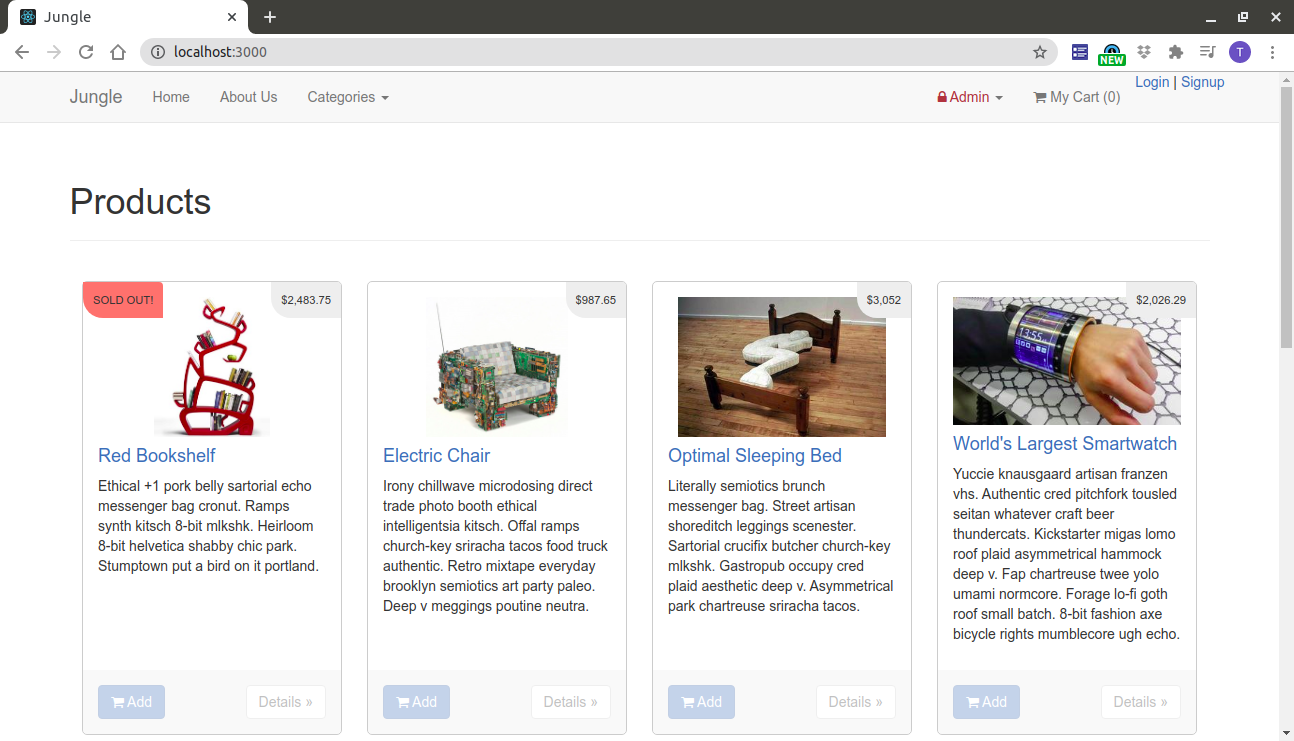 Jungle
localhost:3000
NEW
T
Jungle Home About Us Categories Admin My Cart (0) Login | Signup
Products
SOLD OUT! $2,483.75
Red Bookshelf
Ethical +1 pork belly sartorial echo
messenger bag cronut. Ramps
synth kitsch 8-bit mlkshk. Heirloom
8-bit helvetica shabby chic park.
Stumptown put a bird on it portland.
Add Details »
$987.65
Electric Chair
Irony chillwave microdosing direct
trade photo booth ethical
intelligentsia kitsch. Offal ramps
church-key sriracha tacos food truck
authentic. Retro mixtape everyday
brooklyn semiotics art party paleo.
Deep v meggings poutine neutra.
Add Details »
$3,052
Optimal Sleeping Bed
Literally semiotics brunch
messenger bag. Street artisan
shoreditch leggings scenester.
Sartorial crucifix butcher church-key
mlkshk. Gastropub occupy cred
plaid aesthetic deep v. Asymmetrical
park chartreuse sriracha tacos.
Add Details »
$2,026.29
13:55
World's Largest Smartwatch
Yuccie knausgaard artisan franzen
vhs. Authentic cred pitchfork tousled
seitan whatever craft beer
thundercats. Kickstarter migas lomo
roof plaid asymmetrical hammock
deep v. Fap chartreuse twee yolo
umami normcore. Forage lo-fi goth
roof small batch. 8-bit fashion axe
bicycle rights mumblecore ugh echo.
Add Details »